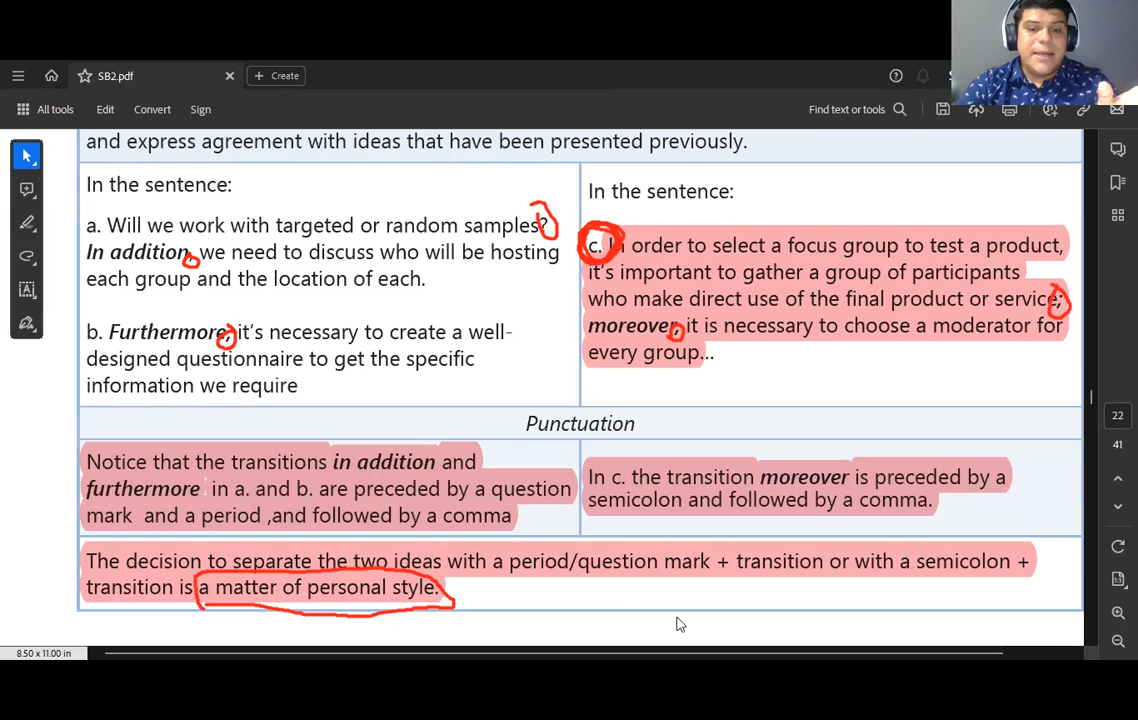 SB2.pdf
Create
All tools
Edit
Convert
Sign
Find text or tools
and express agreement with ideas that have been presented previously.
In the sentence:
a. Will we work with targeted or random samples?
In addition, we need to discuss who will be hosting
each group and the location of each.
b. Furthermore, it's necessary to create a well-
designed questionnaire to get the specific
information we require
In the sentence:
c. In order to select a focus group to test a product,
it's important to gather a group of participants
who make direct use of the final product or service;
moreover, it is necessary to choose a moderator for
every group...
Punctuation
Notice that the transitions in addition and
furthermore in a. and b. are preceded by a question
mark and a period ,and followed by a comma
In c. the transition moreover is preceded by a
semicolon and followed by a comma.
The decision to separate the two ideas with a period/question mark + transition or with a semicolon +
transition is a matter of personal style.
22
41
8.50 x 11.00 in